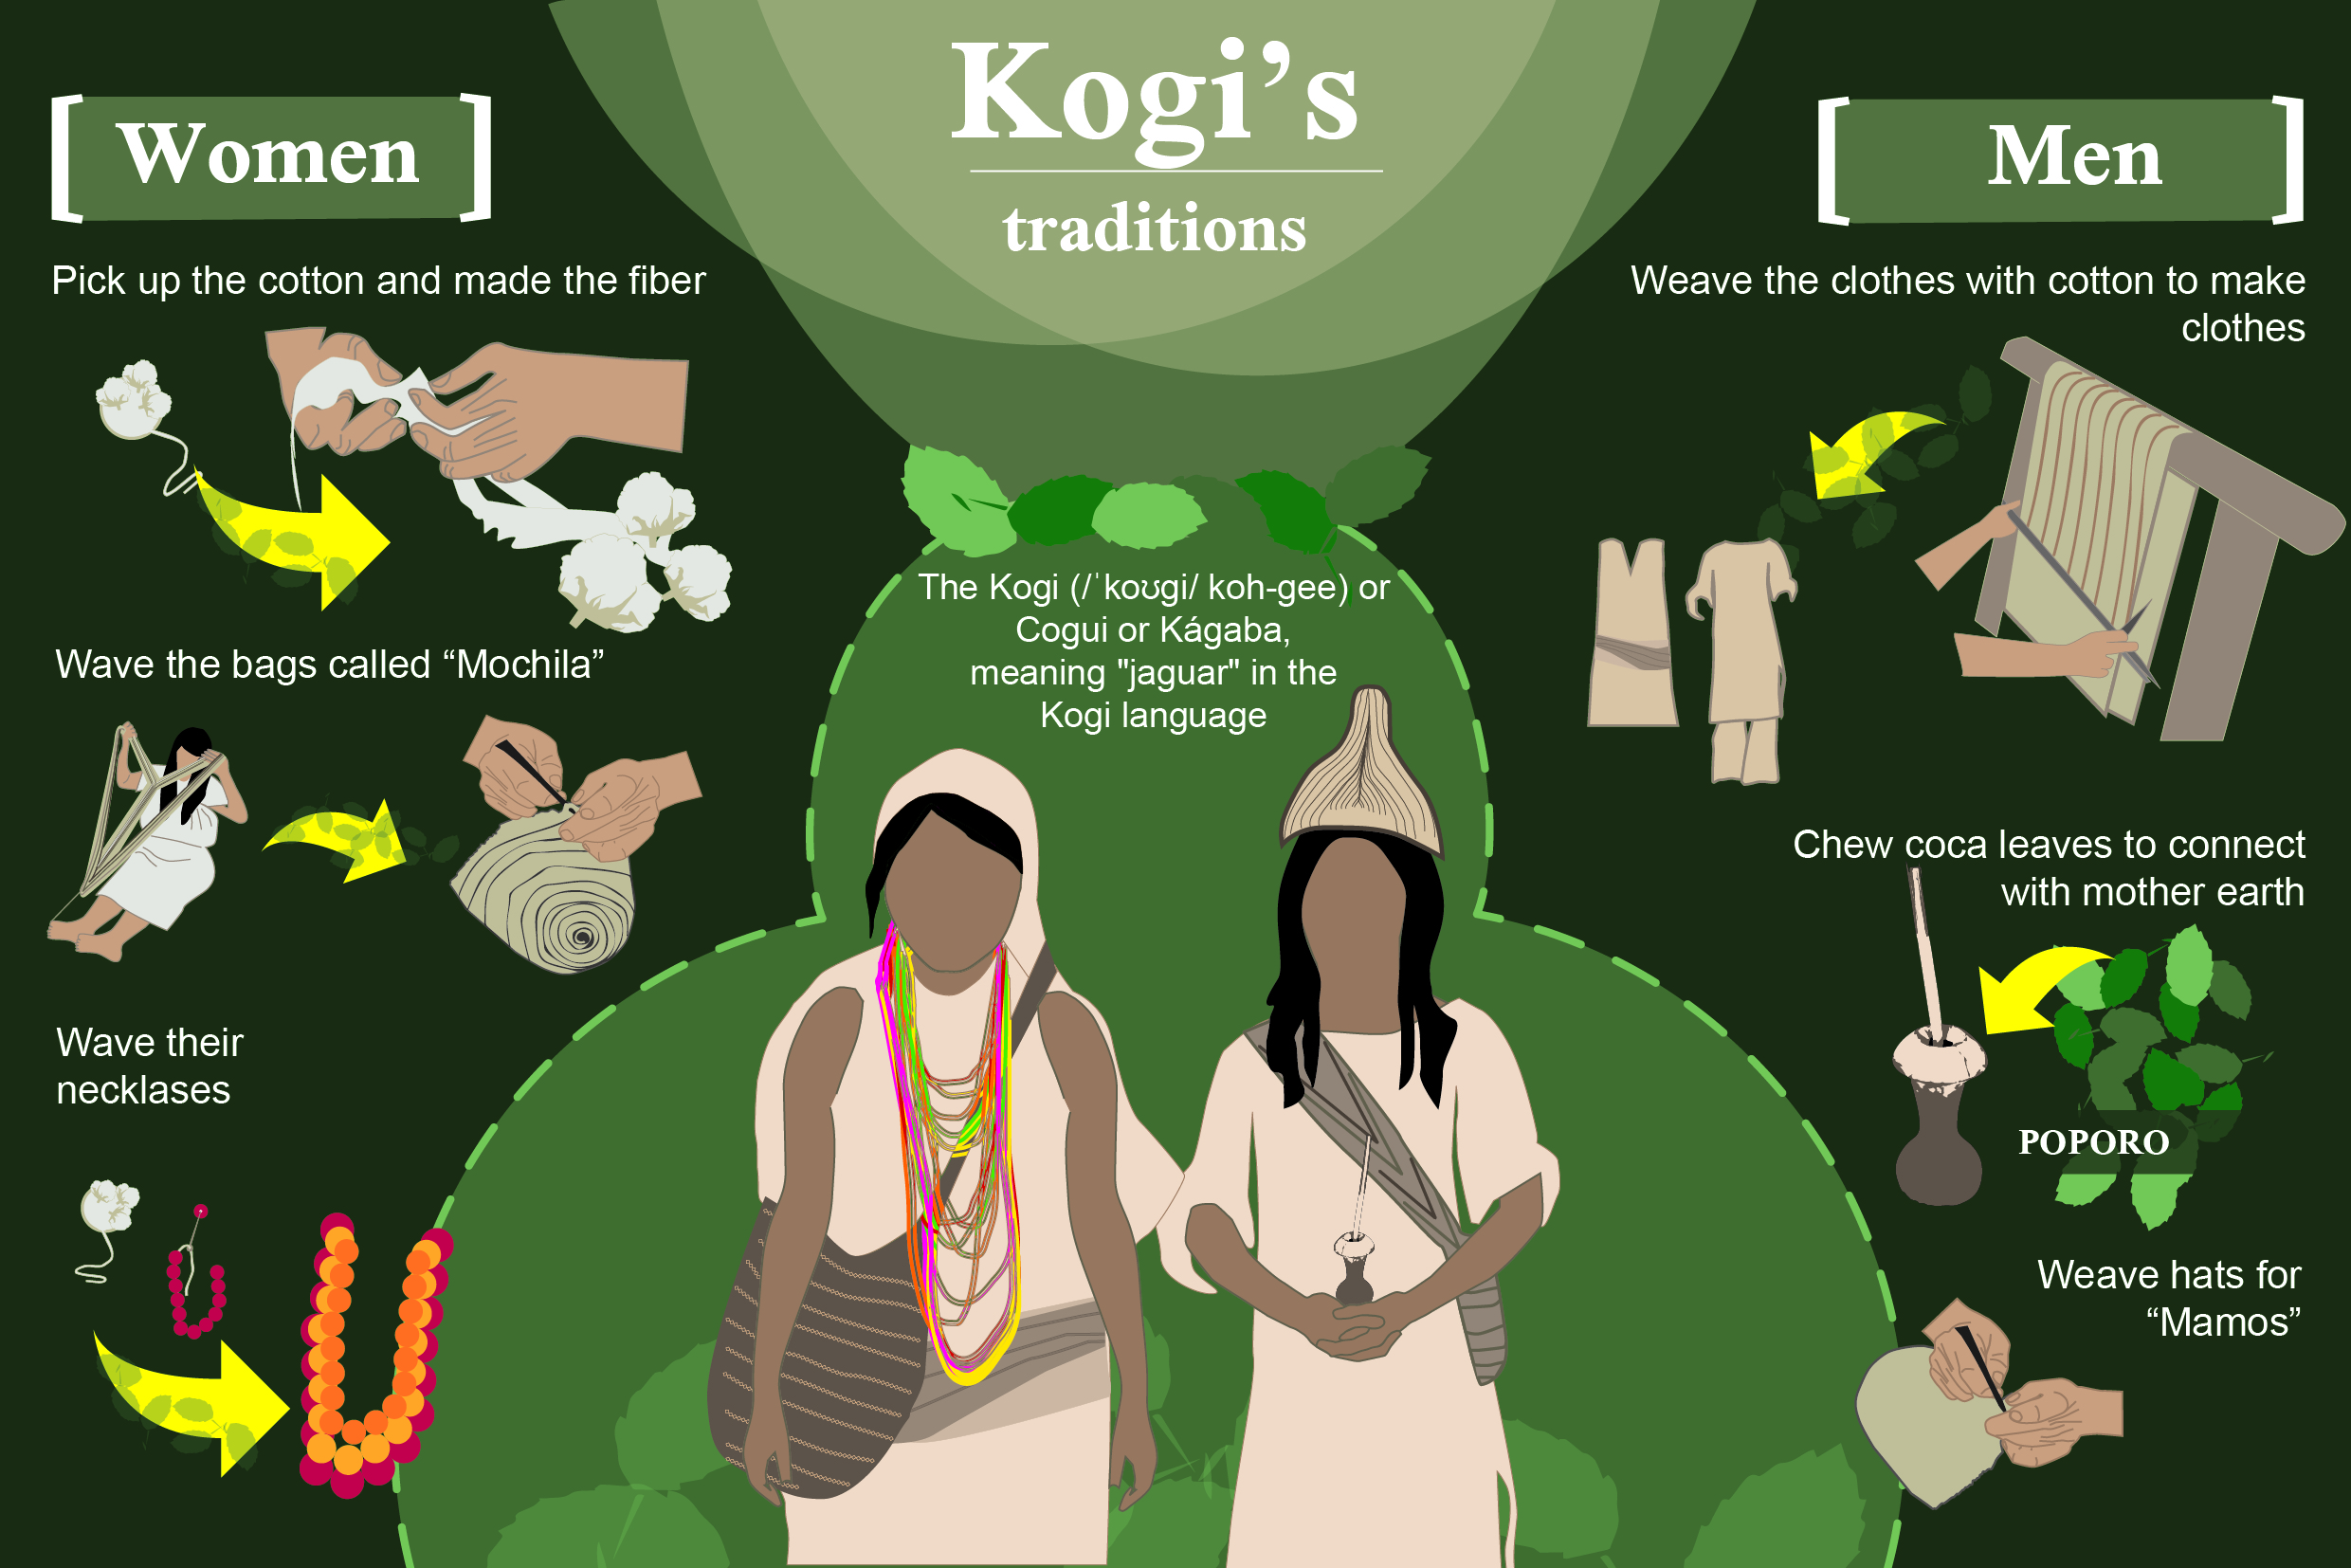 Kogi’s
traditions
Women
Pick up the cotton and made the fiber
Wave the bags called “Mochila”
Wave their
necklases
The Kogi (/ˈkoʊgi/ koh-gee) or
Cogui or Kágaba,
meaning "jaguar" in the
Kogi language
Men
Weave the clothes with cotton to make
clothes
Chew coca leaves to connect
with mother earth
POPORO
Weave hats for
“Mamos”